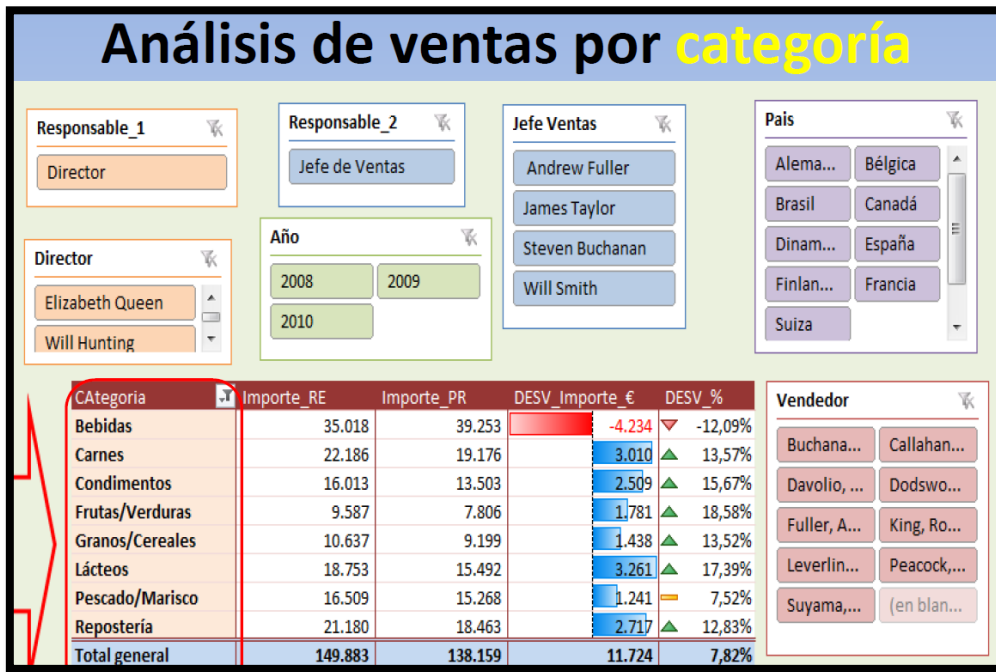 Análisis de ventas por categoría
Responsable_1
Director
Responsable_2
Jefe de Ventas
Jefe Ventas
Andrew Fuller
James Taylor
Steven Buchanan
Will Smith
Pais
Alema... Bélgica
Brasil Canadá
Dinam... España
Finlan... Francia
Suiza
Director
Elizabeth Queen
Will Hunting
Año
2008 2009
2010
CAtegoria Importe_RE Importe_PR DESV_Importe_€ DESV_%
Bebidas 35.018 39.253 -4.234 -12,09%
Carnes 22.186 19.176 3.010 13,57%
Condimentos 16.013 13.503 2.509 15,67%
Frutas/Verduras 9.587 7.806 1.781 18,58%
Granos/Cereales 10.637 9.199 1.438 13,52%
Lácteos 18.753 15.492 3.261 17,39%
Pescado/Marisco 16.509 15.268 1.241 7,52%
Repostería 21.180 18.463 2.717 12,83%
Total general 149.883 138.159 11.724 7,82%
Vendedor
Buchana... Callahan...
Davolio, ... Dodswo...
Fuller, A... King, Ro...
Leverlin... Peacock,...
Suyama,... (en blan...